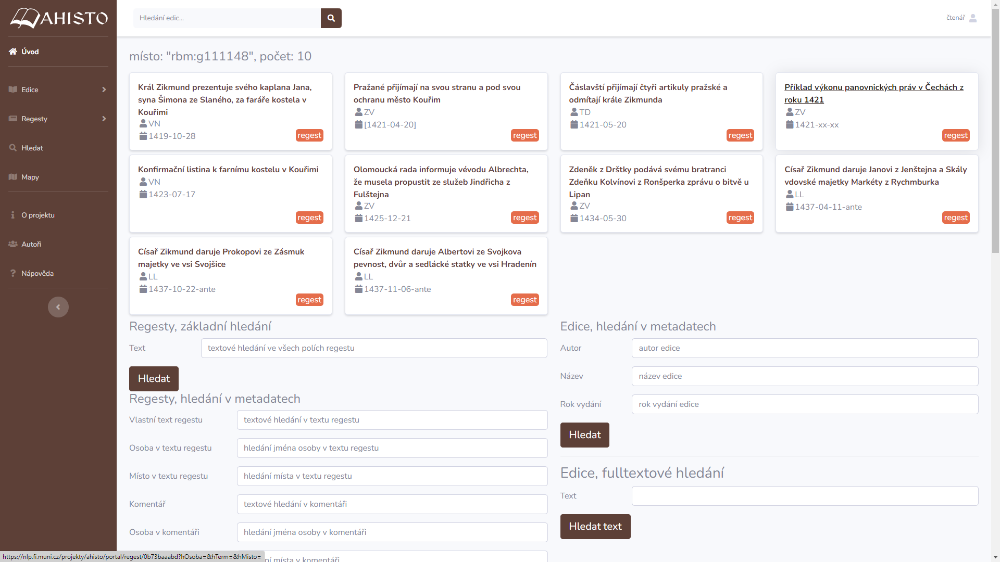 AHISTO
Hledání edic...
čtenář
Úvod
Edice
Regesty
Hledat
Mapy
O projektu
Autoři
Nápověda
místo: "rbm:g111148", počet: 10
Král Zikmund prezentuje svého kaplana Jana,
syna Šimona ze Slaného, za faráře kostela v
Kouřimi
VN
1419-10-28
regest
Pražané přijímají na svou stranu a pod svou
ochranu město Kouřim
ZV
[1421-04-20]
regest
Čáslavští přijímají čtyři artikuly pražské a
odmítají krále Zikmunda
TD
1421-05-20
regest
Příklad výkonu panovnických práv v Čechách z
roku 1421
ZV
1421-xx-xx
regest
Konfirmační listina k farnímu kostelu v Kouřimi
VN
1423-07-17
regest
Olomoucká rada informuje vévodu Albrechta,
že musela propustit ze služeb Jindřicha z
Fulštejna
ZV
1425-12-21
regest
Zdeněk z Drštky podává svému bratranci
Zdeňku Kolvínovi z Ronšperka zprávu o bitvě u
Lipan
ZV
1434-05-30
regest
Císař Zikmund daruje Janovi z Jenštejna a Skály
vdovské majetky Markéty z Rychmburka
LL
1437-04-11-ante
regest
Císař Zikmund daruje Prokopovi ze Zásmuk
majetky ve vsi Svojšice
LL
1437-10-22-ante
regest
Císař Zikmund daruje Albertovi ze Svojkova
pevnost, dvůr a sedlácké statky ve vsi Hradenín
LL
1437-11-06-ante
regest
Regesty, základní hledání
Text
textové hledání ve všech polích regestu
Hledat
Regesty, hledání v metadatech
Vlastní text regestu
textové hledání v textu regestu
Osoba v textu regestu
hledání jména osoby v textu regestu
Místo v textu regestu
hledání místa v textu regestu
Komentář
textové hledání v komentáři
Osoba v komentáři
hledání jména osoby v komentáři
ní místa v komentáři
Edice, hledání v metadatech
Autor
autor edice
Název
název edice
Rok vydání
rok vydání edice
Hledat
Edice, fulltextové hledání
Text
Hledat text
https://nlp.fi.muni.cz/projekty/ahisto/portal/regest/0b73baaabd?hOsoba=&hTerm=&hMisto=